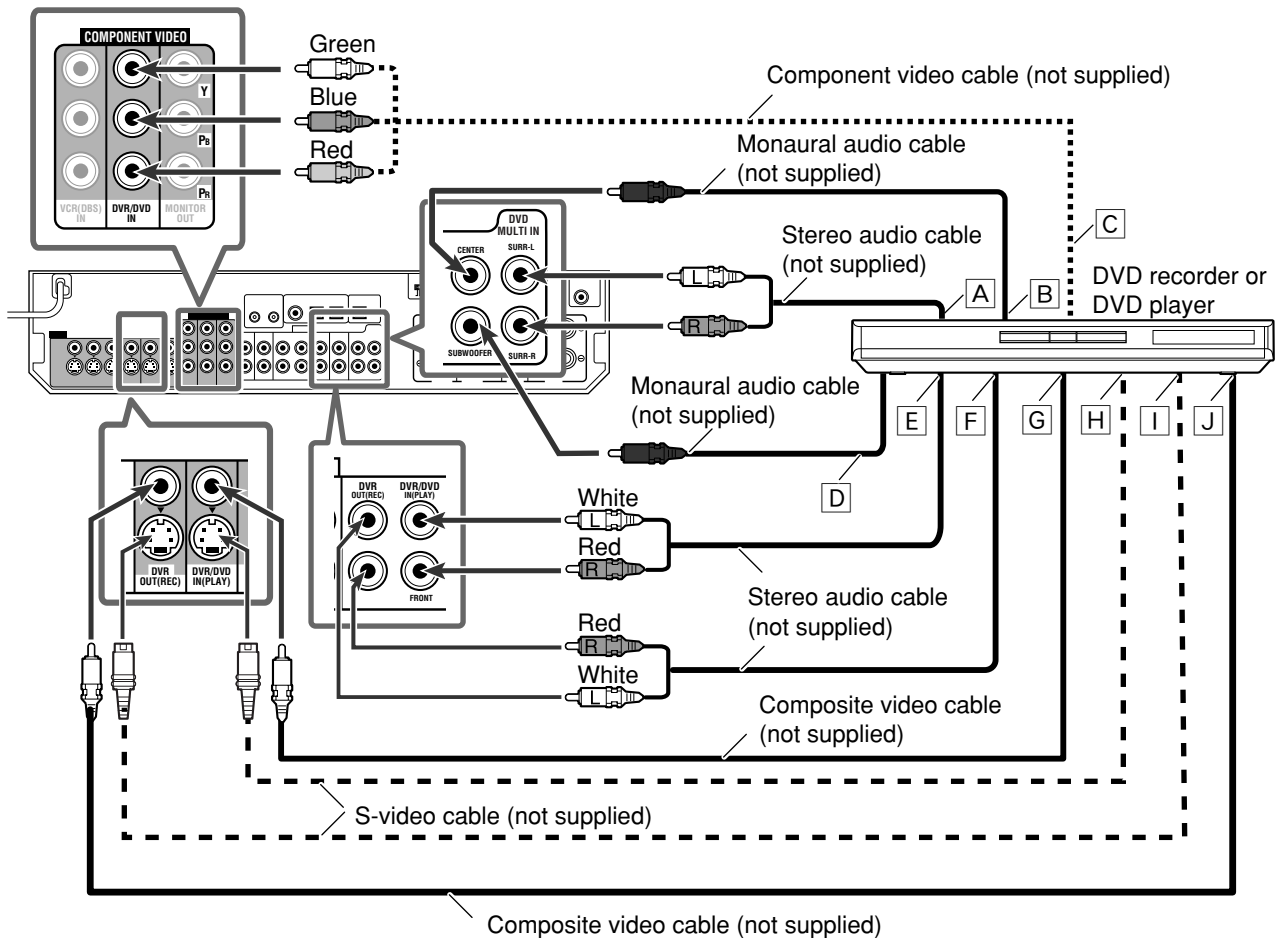 COMPONENT VIDEO
Y
PB
PR
VCR(DBS)
IN
DVR/DVD
IN
MONITOR
OUT
Green
Blue
Red
Component video cable (not supplied)
Monaural audio cable
(not supplied)
DVD
MULTI IN
CENTER
SURR-L
SUBWOOFER
SURR-R
L
R
Stereo audio cable
(not supplied)
C
A
B
DVD recorder or
DVD player
Monaural audio cable
(not supplied)
D
E
F
G
H
I
J
DVR
OUT(REC)
DVR/DVD
IN(PLAY)
DVR
OUT(REC)
DVR/DVD
IN(PLAY)
FRONT
White
L
Red
R
Stereo audio cable
(not supplied)
Red
R
White
L
Composite video cable
(not supplied)
S-video cable (not supplied)
Composite video cable (not supplied)